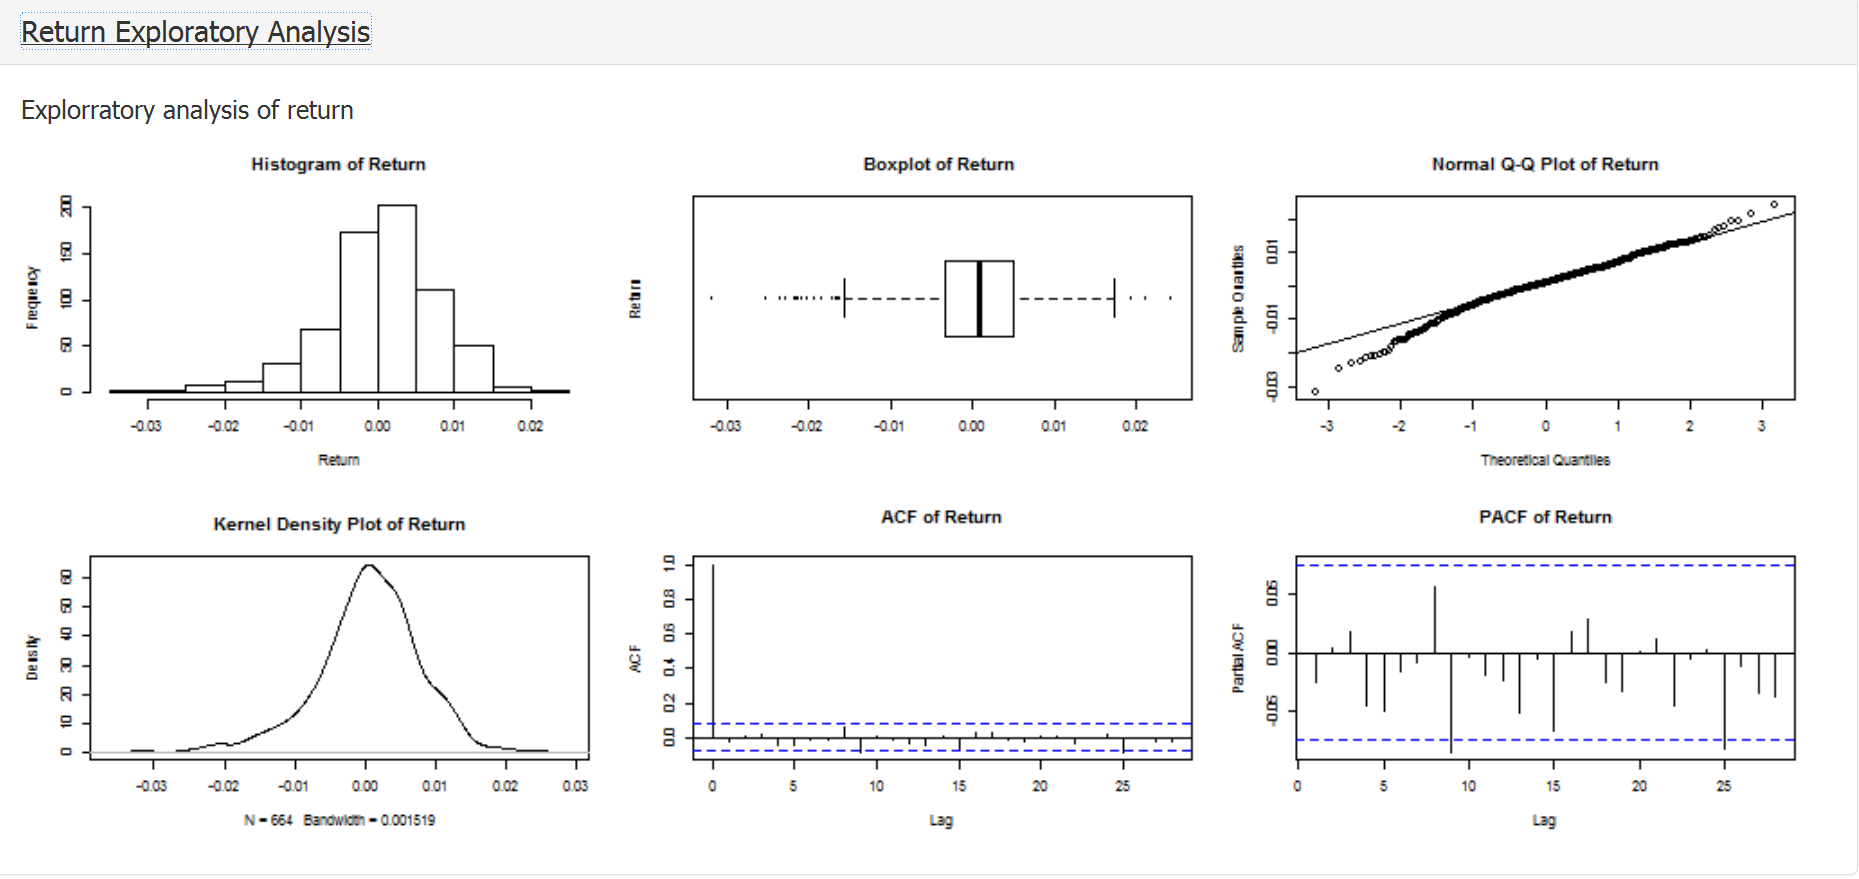 Return Exploratory Analysis
Explorratory analysis of return
Histogram of Return
Frequency
0
50
100
150
200
-0.03 -0.02 -0.01 0.00 0.01 0.02
Return
Boxplot of Return
Return
-0.03 -0.02 -0.01 0.00 0.01 0.02
Normal Q-Q Plot of Return
Sample Quantiles
-0.03 -0.01 0.01
-3 -2 -1 0 1 2 3
Theoretical Quantiles
Kernel Density Plot of Return
Density
0 10 20 30 40 50 60
-0.03 -0.02 -0.01 0.00 0.01 0.02 0.03
N = 664 Bandwidth = 0.001519
ACF of Return
ACF
0.0 0.2 0.4 0.6 0.8 1.0
0 5 10 15 20 25
Lag
PACF of Return
Partial ACF
-0.05 0.00 0.05
0 5 10 15 20 25
Lag